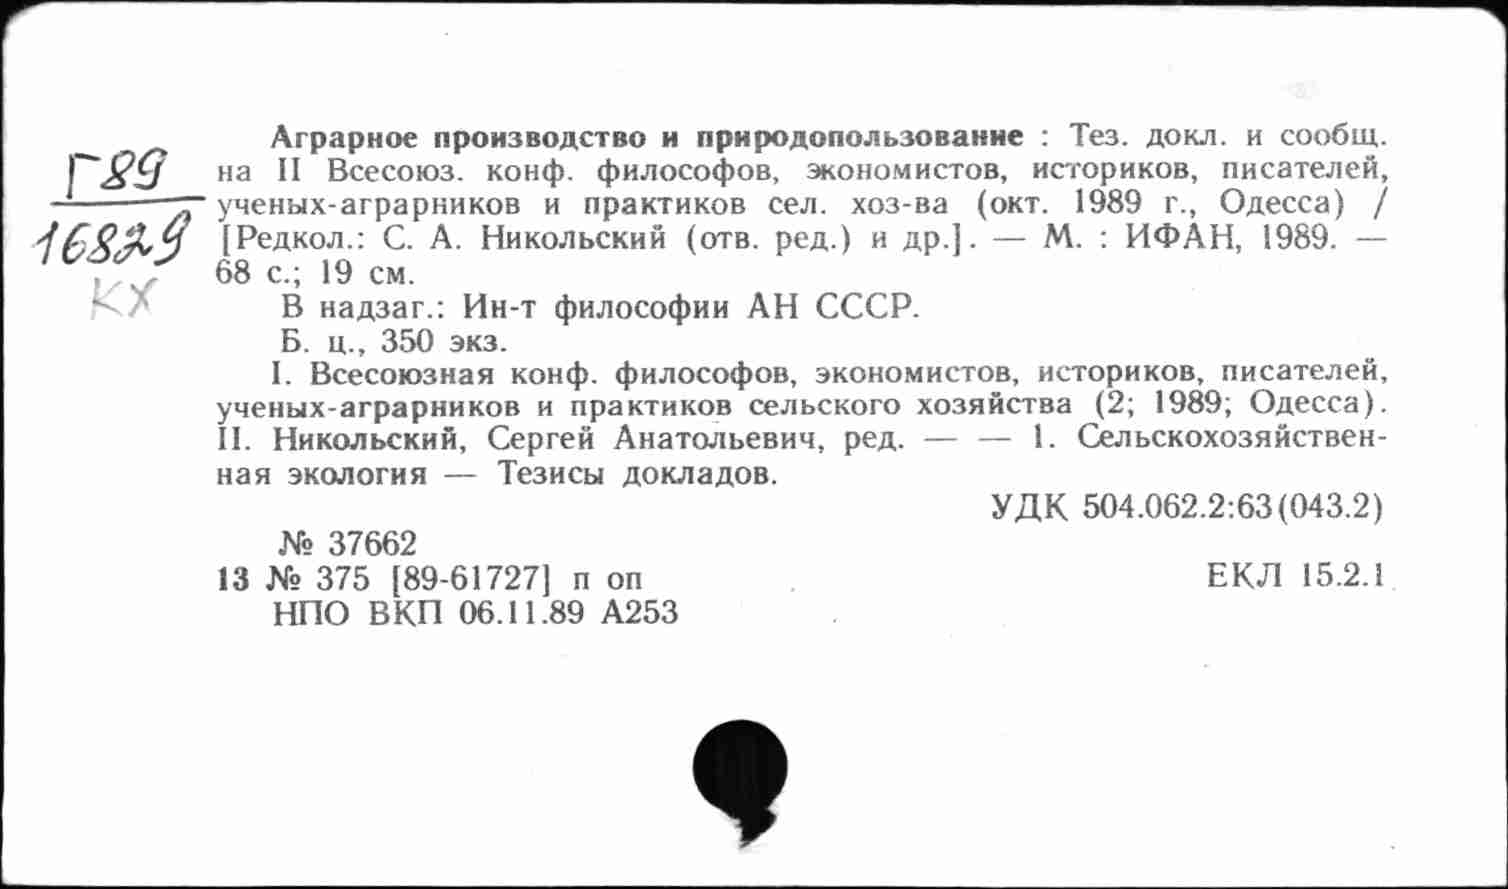 Аграрное производство и природопользование : Тез. докл. и сообщ.
на II Всесоюз. конф. философов, экономистов, историков, писателей,
ученых-аграрников и практиков сел. хоз-ва (окт. 1989 г., Одесса) /
[Редкол.: С. А. Никольский (отв. ред.) и др.]. — М. : ИФАН, 1989. —
68 с.; 19 см.
Г89
16829
КХ
В надзаг.: Ин-т философии АН СССР.
Б. ц., 350 экз.
I. Всесоюзная конф. философов, экономистов, историков, писателей,
ученых-аграрников и практиков сельского хозяйства (2; 1989; Одесса).
II. Никольский, Сергей Анатольевич, ред. — — 1. Сельскохозяйствен-
ная экология — Тезисы докладов.
УДК 504.062.2:63(043.2)
№ 37662
13 № 375 [89-61727] п оп
ЕКЛ 15.2.1
НПО ВКП 06.11.89 А253